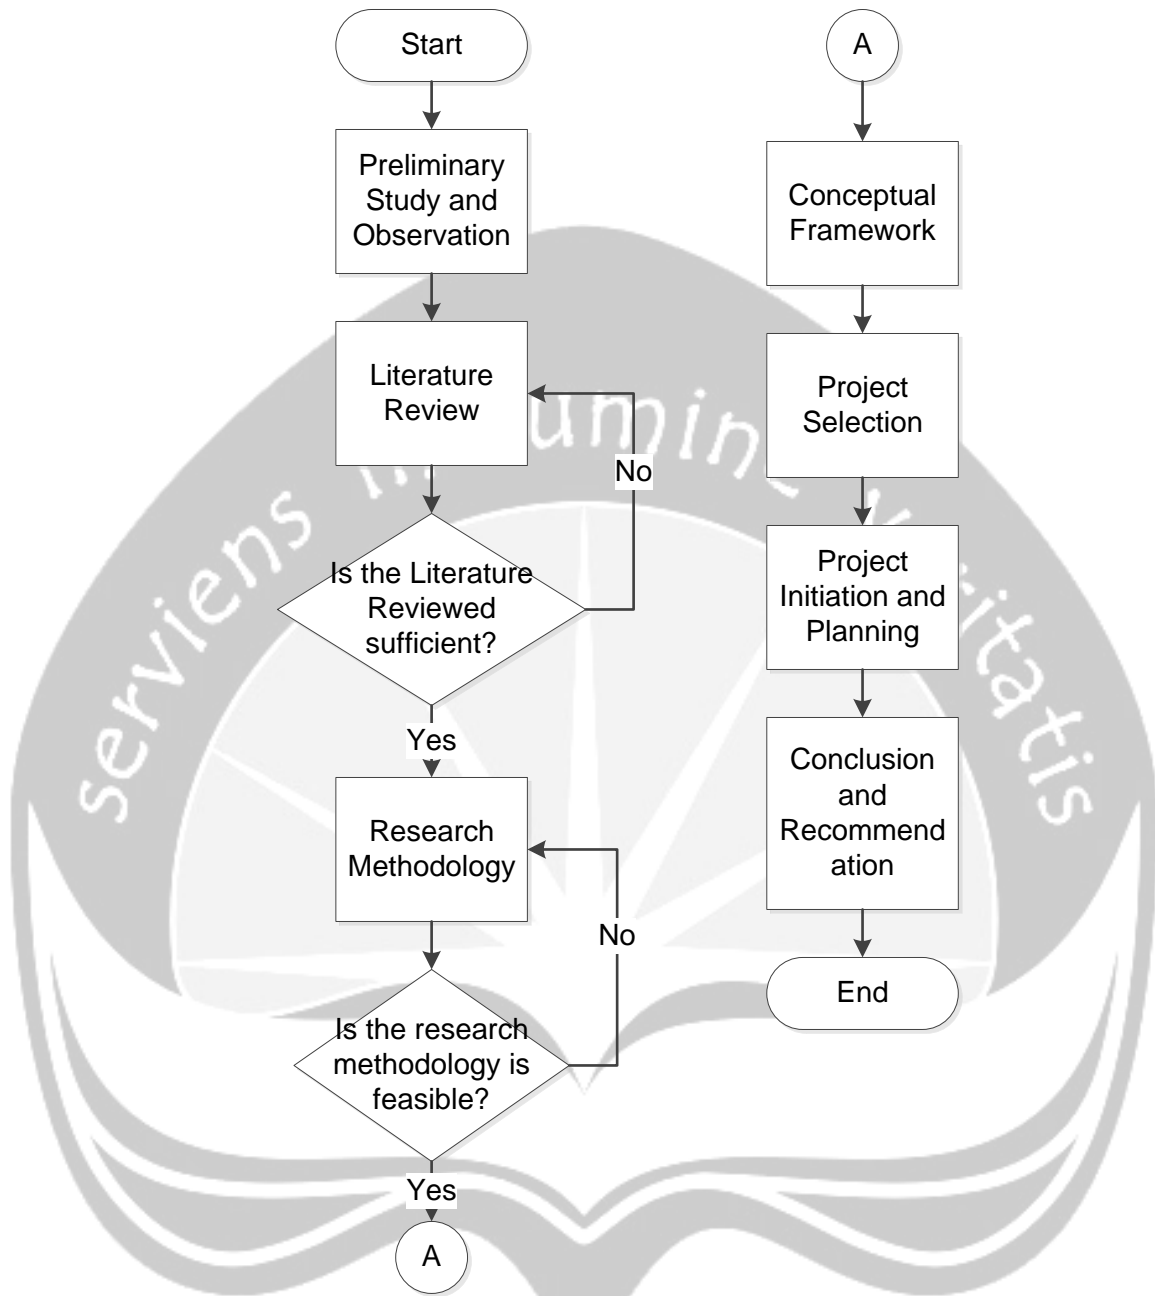 Start
Preliminary
Study and
Observation
Literature
Review
No
Is the Literature
Reviewed
sufficient?
Yes
Research
Methodology
No
Is the research
methodology is
feasible?
Yes
A
A
Conceptual
Framework
Project
Selection
Project
Initiation and
Planning
Conclusion
and
Recommend
ation
End
serviens